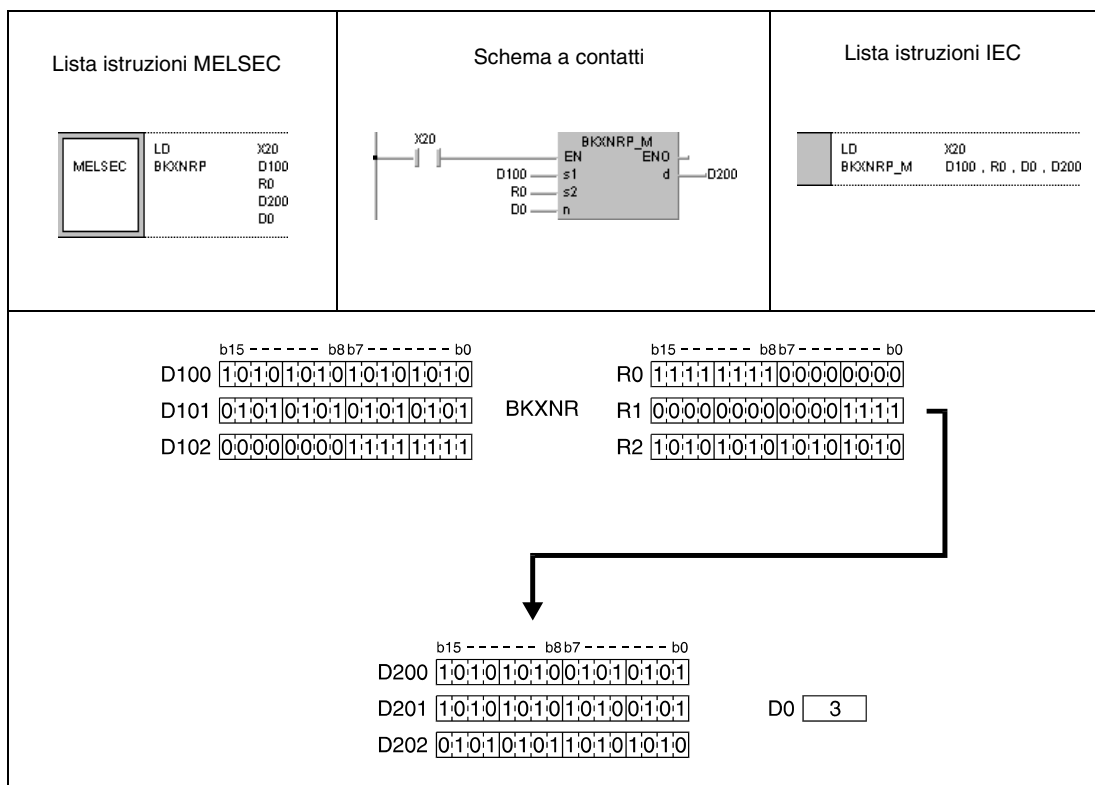 Lista istruzioni MELSEC
MELSEC
LD X20
BKXNRP D100
R0
D200
D0
Schema a contatti
X20
BKXNRP_M
EN ENO
D100 s1 d D200
R0 s2
D0 n
Lista istruzioni IEC
LD X20
BKXNRP_M D100 , R0 , D0 , D200
b15 b8 b7 b0
D100 1010101010101010
D101 0101010101010101
D102 0000000011111111
BKXNR
b15 b8 b7 b0
R0 1111111100000000
R1 0000000000001111
R2 1010101010101010
b15 b8 b7 b0
D200 1010101001010101
D201 1010101010100101
D202 0101010110101010
D0 3